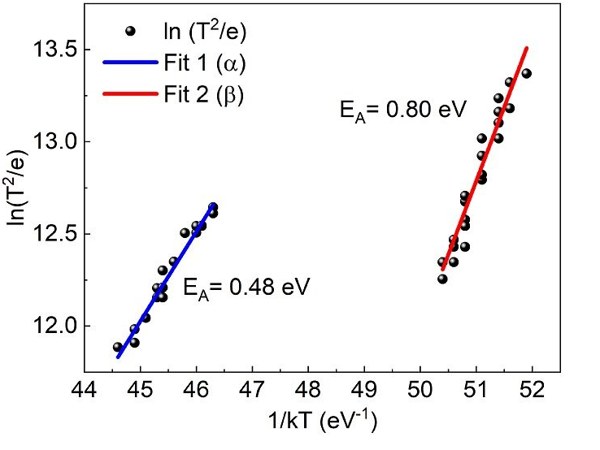 ln (T²/e)
Fit 1 (α)
Fit 2 (β)
E_A= 0.80 eV
E_A= 0.48 eV
ln(T²/e)
13.5
13.0
12.5
12.0
44 45 46 47 48 49 50 51 52
1/kT (eV⁻¹)